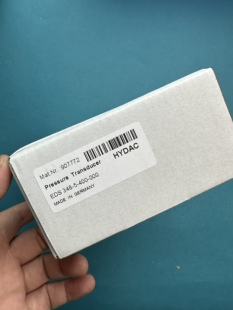 Mat.Nr. 907772
HYDAC
Pressure Transducer
EDS 348-5-400-000
MADE IN GERMANY